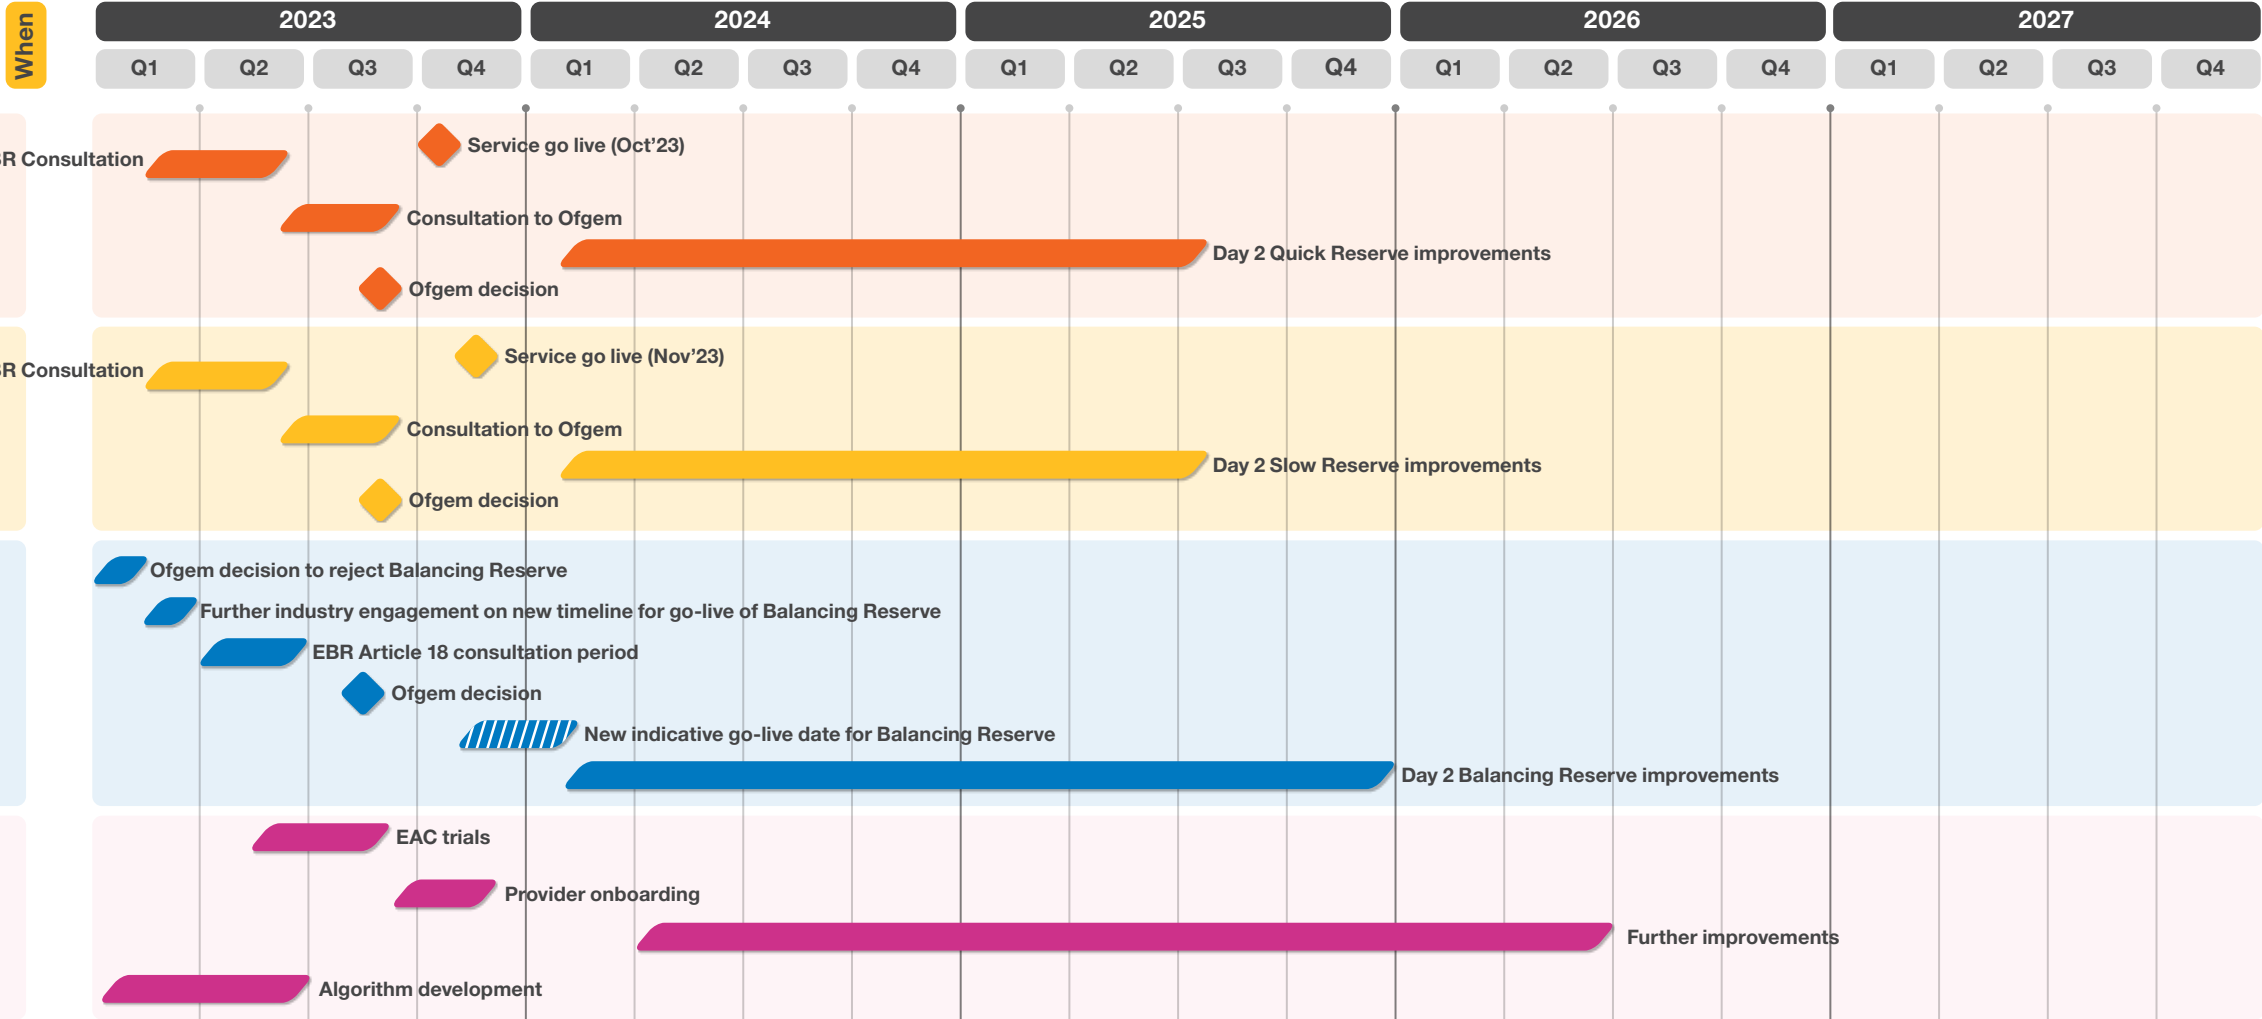 When
2023 2024 2025 2026 2027
Q1 Q2 Q3 Q4 Q1 Q2 Q3 Q4 Q1 Q2 Q3 Q4 Q1 Q2 Q3 Q4 Q1 Q2 Q3 Q4
Service go live (Oct’23)
Consultation
Consultation to Ofgem
Day 2 Quick Reserve improvements
Ofgem decision
Service go live (Nov’23)
Consultation
Consultation to Ofgem
Day 2 Slow Reserve improvements
Ofgem decision
Ofgem decision to reject Balancing Reserve
Further industry engagement on new timeline for go-live of Balancing Reserve
EBR Article 18 consultation period
Ofgem decision
New indicative go-live date for Balancing Reserve
Day 2 Balancing Reserve improvements
EAC trials
Provider onboarding
Further improvements
Algorithm development